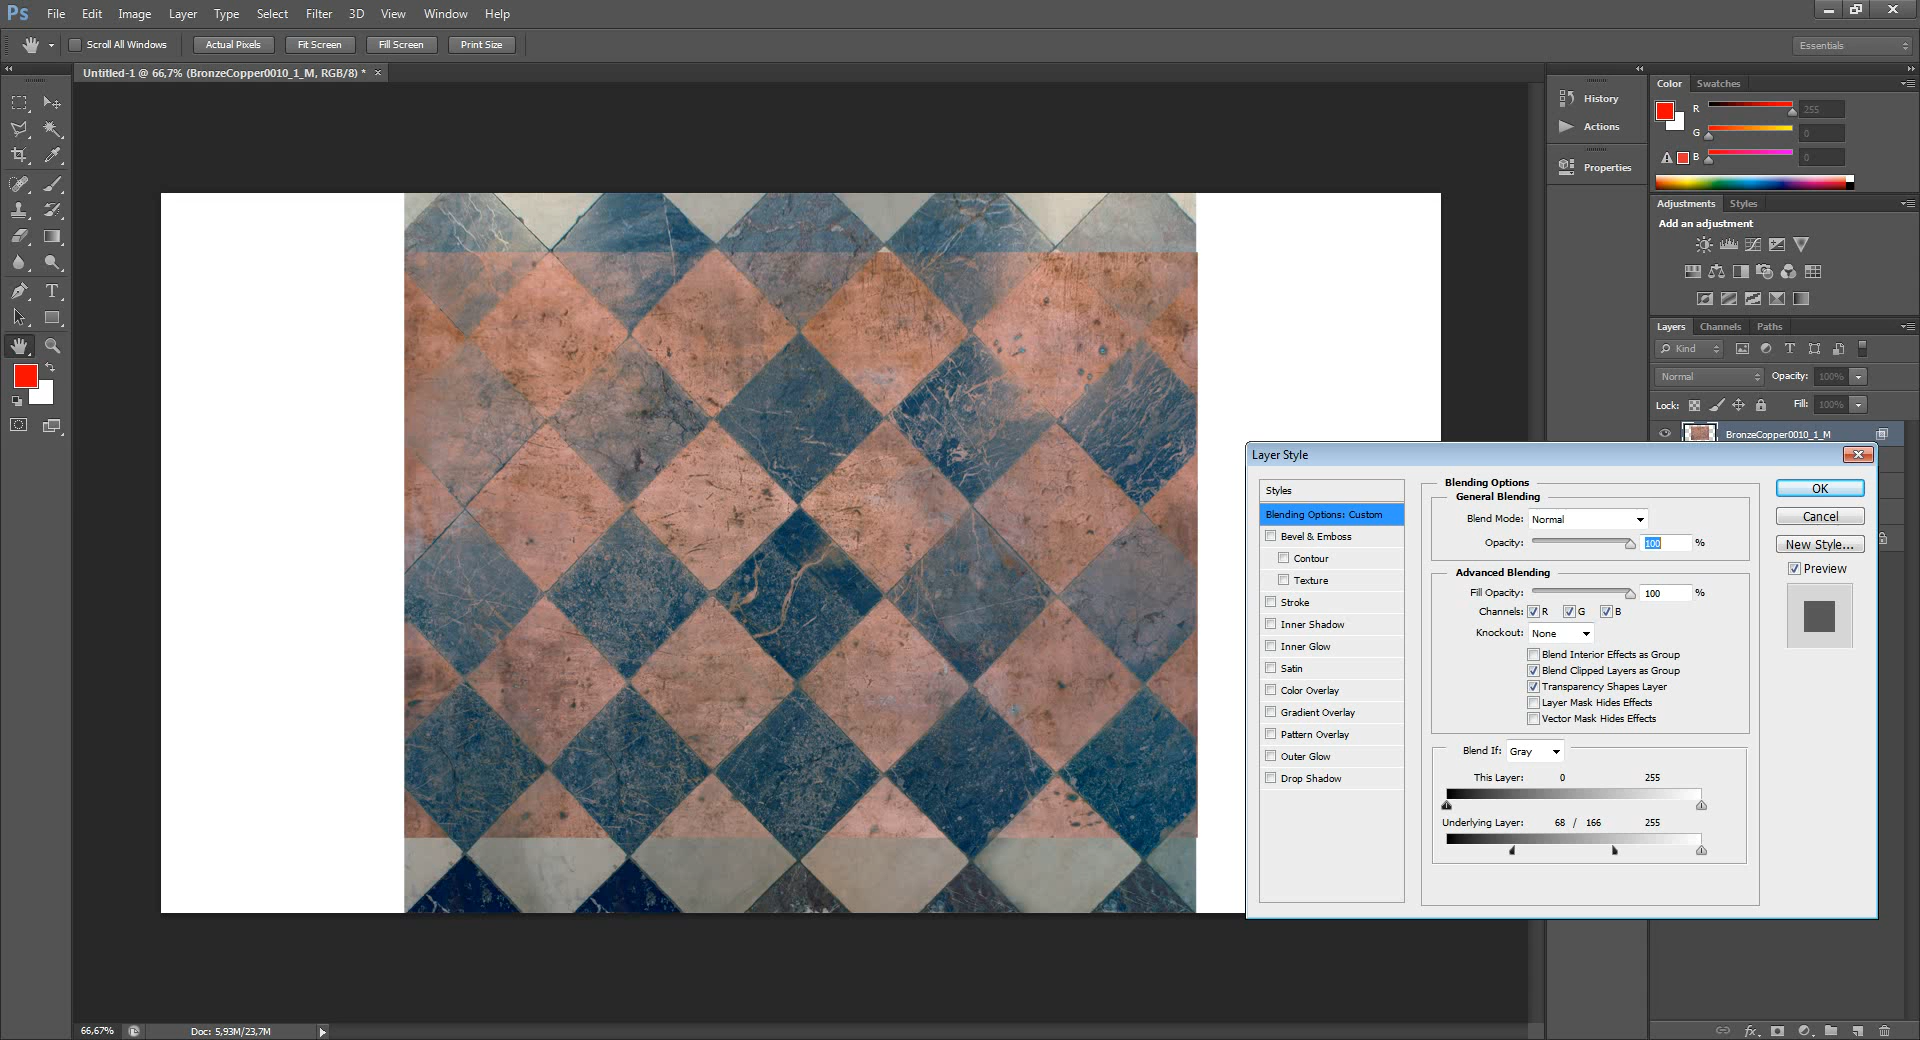 Ps File Edit Image Layer Type Select Filter 3D View Window Help
Scroll All Windows Actual Pixels Fit Screen Fill Screen Print Size Essentials
Untitled-1 @ 66,7% (BronzeCopper0010_1_M, RGB/8) * ×
History
Actions
Properties
Color Swatches
R 255
G 0
B 0
Adjustments Styles
Add an adjustment
Layers Channels Paths
Kind
Normal Opacity: 100%
Lock: Fill: 100%
BronzeCopper0010_1_M
Layer Style
Styles
Blending Options: Custom
Bevel & Emboss
Contour
Texture
Stroke
Inner Shadow
Inner Glow
Satin
Color Overlay
Gradient Overlay
Pattern Overlay
Outer Glow
Drop Shadow
Blending Options
General Blending
Blend Mode: Normal
Opacity: 100 %
Advanced Blending
Fill Opacity: 100 %
Channels: R G B
Knockout: None
Blend Interior Effects as Group
Blend Clipped Layers as Group
Transparency Shapes Layer
Layer Mask Hides Effects
Vector Mask Hides Effects
Blend If: Gray
This Layer: 0 255
Underlying Layer: 68 / 166 255
OK
Cancel
New Style...
Preview
66,67% Doc: 5,93M/23,7M
fx